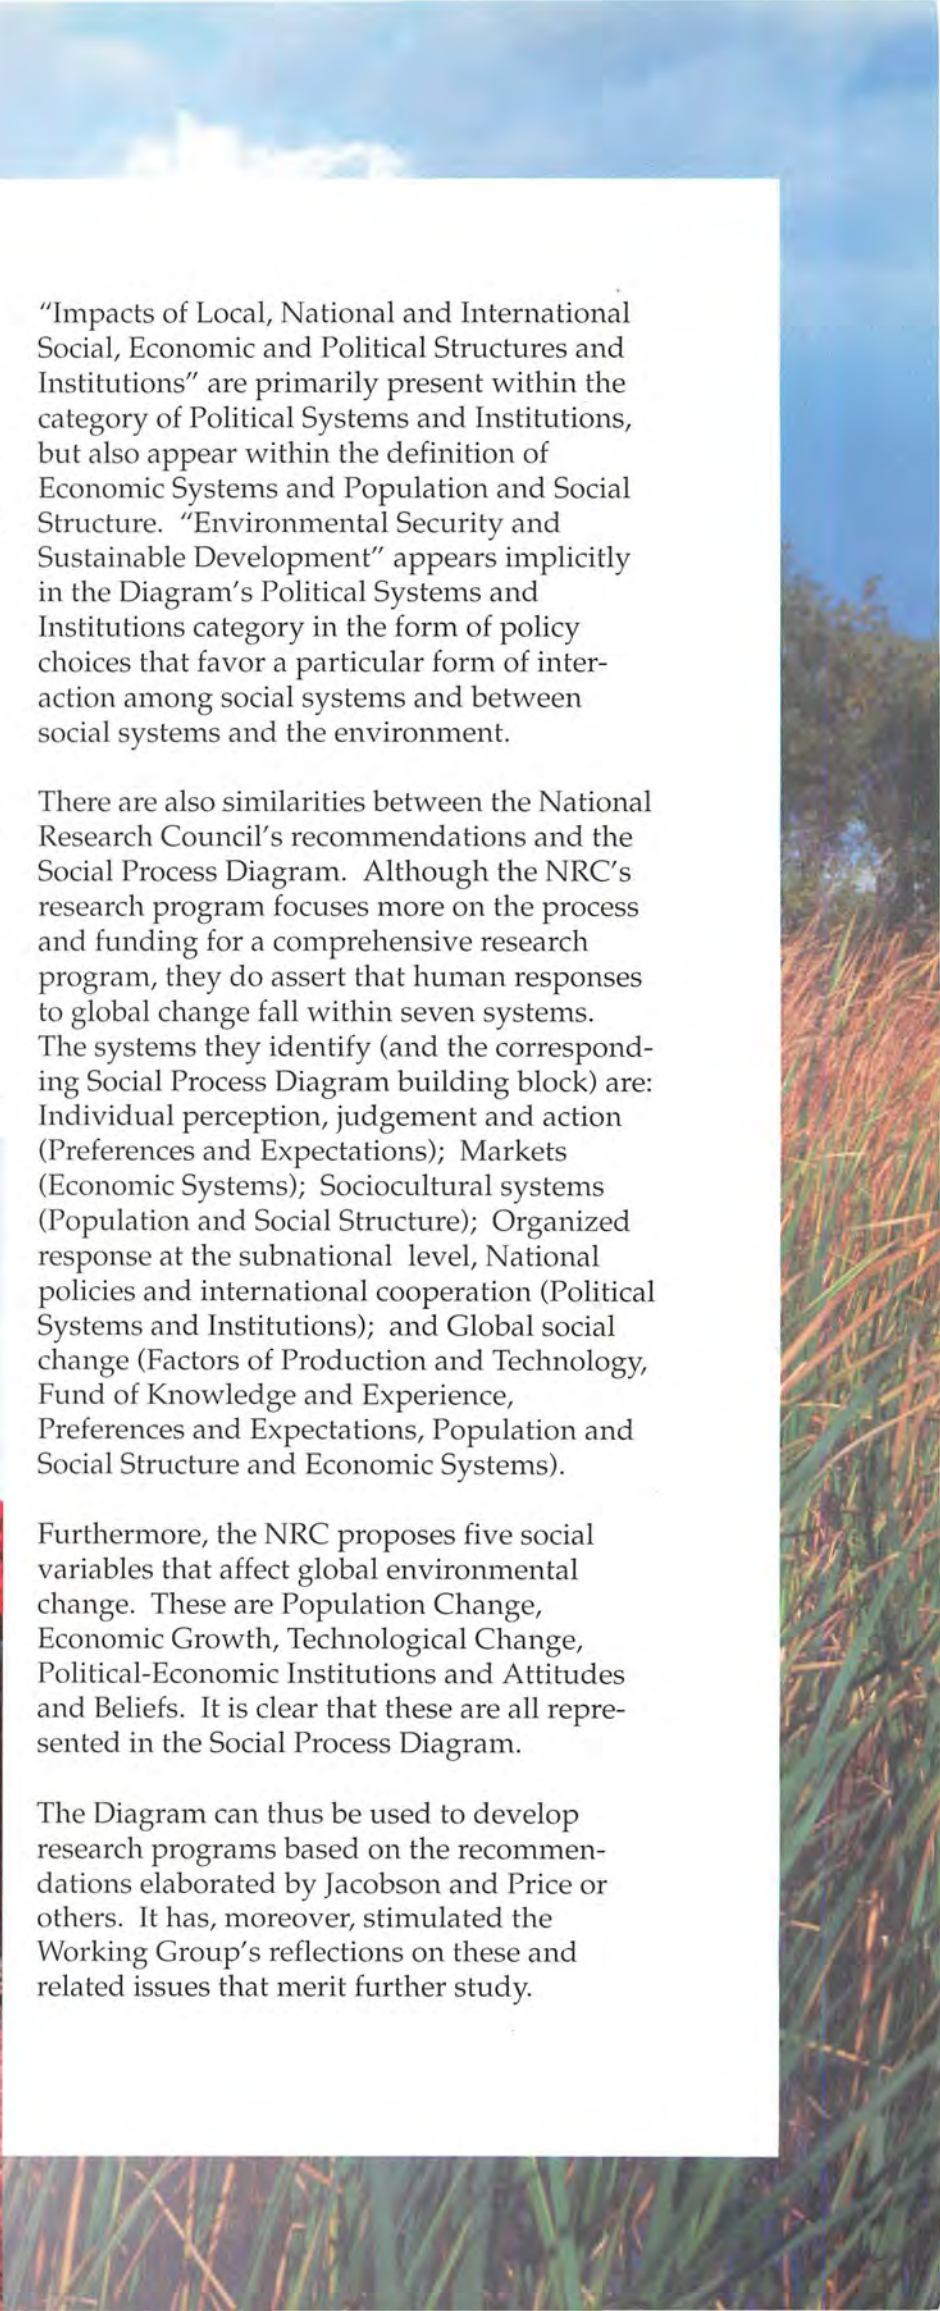 "Impacts of Local, National and International
Social, Economic and Political Structures and
Institutions" are primarily present within the
category of Political Systems and Institutions,
but also appear within the definition of
Economic Systems and Population and Social
Structure.  "Environmental Security and
Sustainable Development" appears implicitly
in the Diagram's Political Systems and
Institutions category in the form of policy
choices that favor a particular form of inter-
action among social systems and between
social systems and the environment.

There are also similarities between the National
Research Council's recommendations and the
Social Process Diagram.  Although the NRC's
research program focuses more on the process
and funding for a comprehensive research
program, they do assert that human responses
to global change fall within seven systems.
The systems they identify (and the correspond-
ing Social Process Diagram building block) are:
Individual perception, judgement and action
(Preferences and Expectations);  Markets
(Economic Systems);  Sociocultural systems
(Population and Social Structure);  Organized
response at the subnational  level, National
policies and international cooperation (Political
Systems and Institutions);  and Global social
change (Factors of Production and Technology,
Fund of Knowledge and Experience,
Preferences and Expectations, Population and
Social Structure and Economic Systems).

Furthermore, the NRC proposes five social
variables that affect global environmental
change.  These are Population Change,
Economic Growth, Technological Change,
Political-Economic Institutions and Attitudes
and Beliefs.  It is clear that these are all repre-
sented in the Social Process Diagram.

The Diagram can thus be used to develop
research programs based on the recommen-
dations elaborated by Jacobson and Price or
others.  It has, moreover, stimulated the
Working Group's reflections on these and
related issues that merit further study.